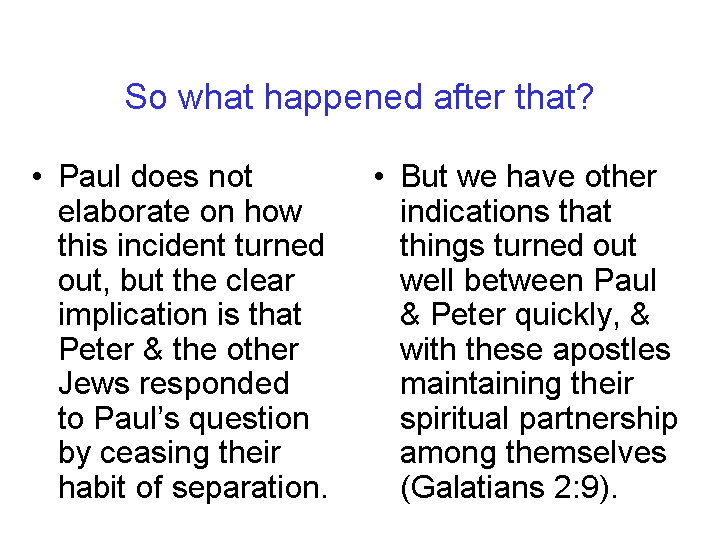 So what happened after that?
• Paul does not
elaborate on how
this incident turned
out, but the clear
implication is that
Peter & the other
Jews responded
to Paul’s question
by ceasing their
habit of separation.
• But we have other
indications that
things turned out
well between Paul
& Peter quickly, &
with these apostles
maintaining their
spiritual partnership
among themselves
(Galatians 2:9).